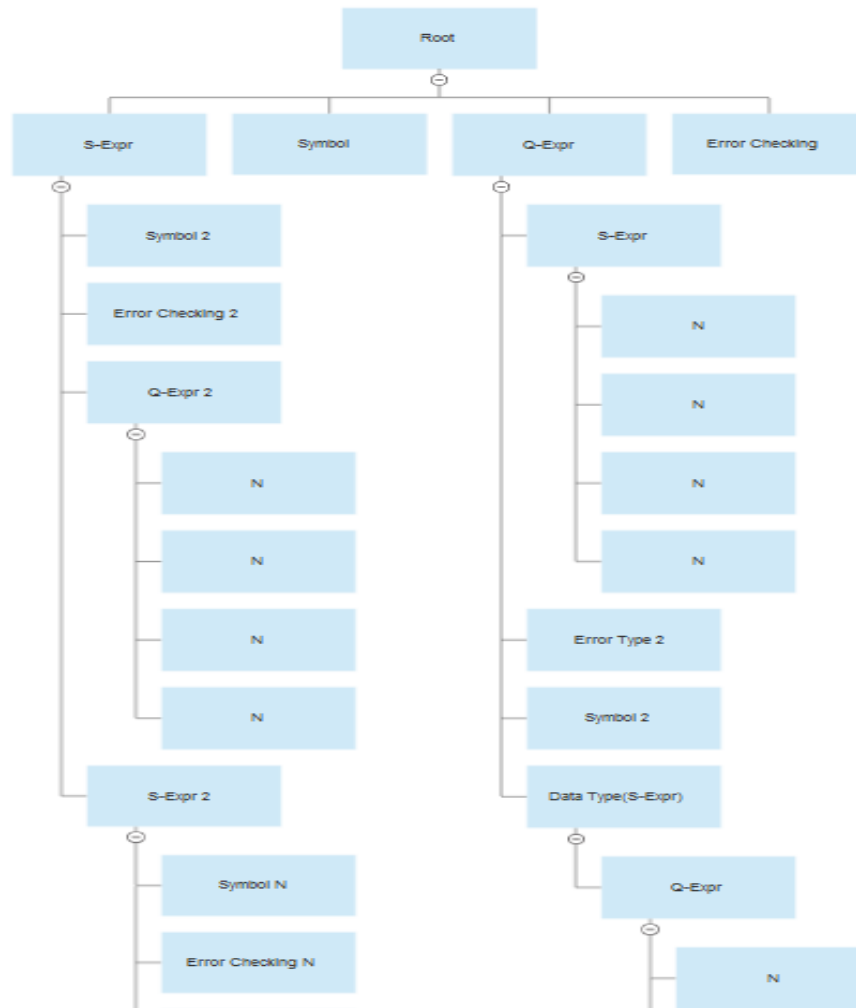 Root
S-Expr
Symbol
Q-Expr
Error Checking
Symbol 2
Error Checking 2
Q-Expr 2
N
N
N
N
S-Expr 2
Symbol N
Error Checking N
S-Expr
N
N
N
N
Error Type 2
Symbol 2
Data Type(S-Expr)
Q-Expr
N